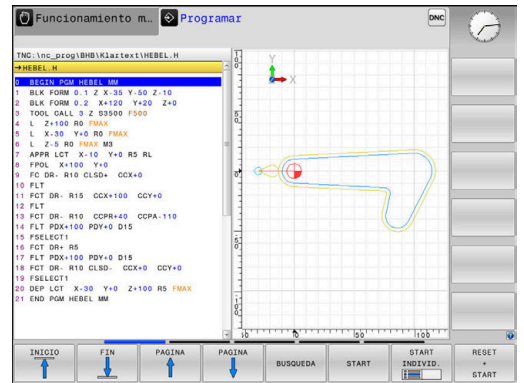 Funcionamiento m...
Programar
DNC
TNC:\nc_prog\BHB\Klartext\HEBEL.H
→HEBEL.H
0 BEGIN PGM HEBEL MM
1 BLK FORM 0.1 Z X-35 Y-50 Z-10
2 BLK FORM 0.2 X+120 Y+20 Z+0
3 TOOL CALL 3 Z S3500 F500
4 L Z+100 R0 FMAX
5 L X-30 Y+0 R0 FMAX
6 L Z-5 R0 FMAX M3
7 APPR LCT X-10 Y+0 R5 RL
8 FPOL X+100 Y+0
9 FC DR- R10 CLSD+ CCX+0
10 FLT
11 FCT DR- R15 CCX+100 CCY+0
12 FLT
13 FCT DR- R10 CCPR+40 CCPA-110
14 FLT PDX+100 PDY+0 D15
15 FSELECT1
16 FCT DR+ R5
17 FLT PDX+100 PDY+0 D15
18 FCT DR- R10 CLSD- CCX+0 CCY+0
19 FSELECT1
20 DEP LCT X-30 Y+0 Z+100 R5 FMAX
21 END PGM HEBEL MM
Y
X
0
50
100
INICIO
FIN
PAGINA
PAGINA
BUSQUEDA
START
START
INDIVID.
RESET
+
START